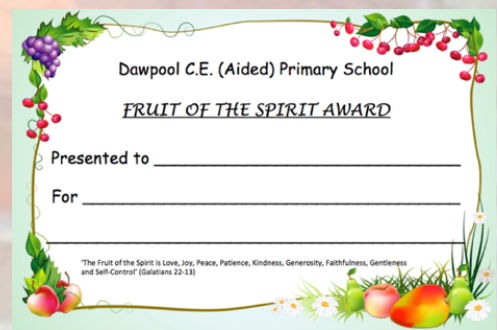 Dawpool C.E. (Aided) Primary School
FRUIT OF THE SPIRIT AWARD
Presented to
For
'The Fruit of the Spirit is Love, Joy, Peace, Patience, Kindness, Generosity, Faithfulness, Gentleness
and Self-Control' (Galatians 22-13)